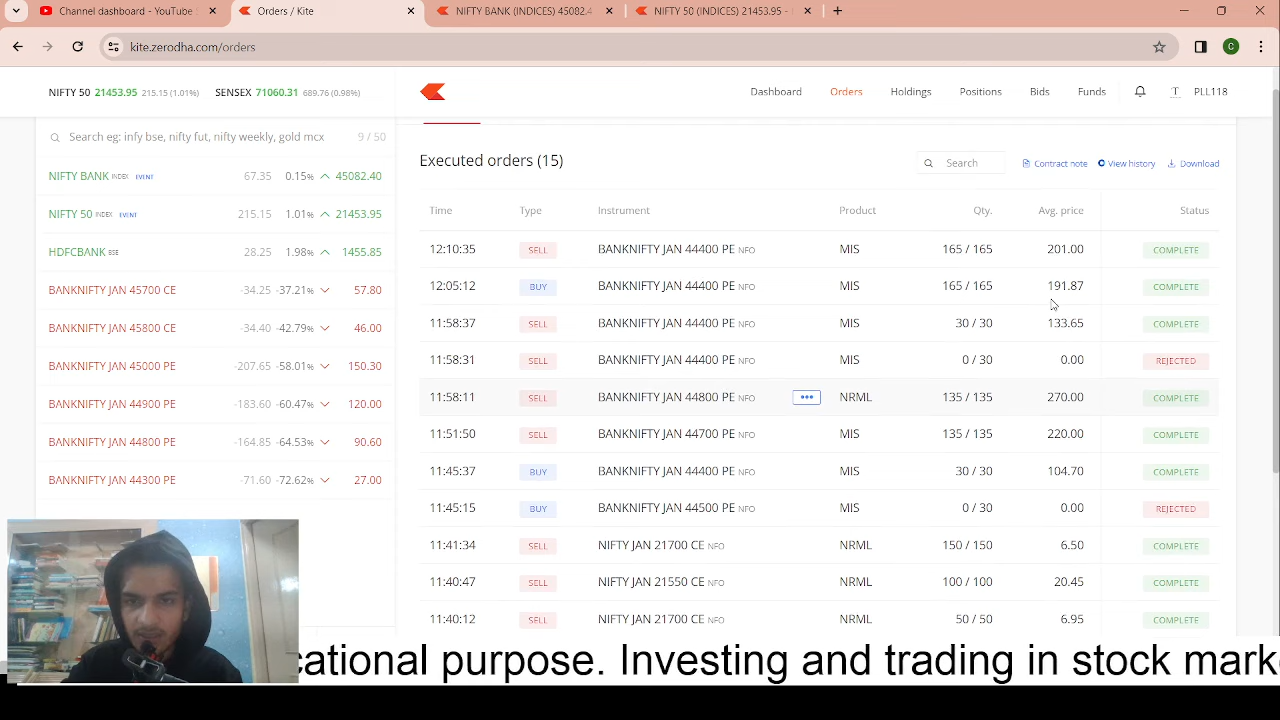 Channel dashboard - YouTube
Orders / Kite
NIFTY BANK (INDICES) 45082.4
NIFTY 50 (INDICES) 21453.95 -
kite.zerodha.com/orders
C
NIFTY 50 21453.95 215.15 (1.01%) SENSEX 71060.31 689.76 (0.98%)
Dashboard Orders Holdings Positions Bids Funds T PLL118
Search eg: infy bse, nifty fut, nifty weekly, gold mcx 9 / 50
NIFTY BANK INDEX EVENT 67.35 0.15% 45082.40
NIFTY 50 INDEX EVENT 215.15 1.01% 21453.95
HDFCBANK BSE 28.25 1.98% 1455.85
BANKNIFTY JAN 45700 CE -34.25 -37.21% 57.80
BANKNIFTY JAN 45800 CE -34.40 -42.79% 46.00
BANKNIFTY JAN 45000 PE -207.65 -58.01% 150.30
BANKNIFTY JAN 44900 PE -183.60 -60.47% 120.00
BANKNIFTY JAN 44800 PE -164.85 -64.53% 90.60
BANKNIFTY JAN 44300 PE -71.60 -72.62% 27.00
Executed orders (15) Search Contract note View history Download
Time Type Instrument Product Qty. Avg. price Status
12:10:35 SELL BANKNIFTY JAN 44400 PE NFO MIS 165 / 165 201.00 COMPLETE
12:05:12 BUY BANKNIFTY JAN 44400 PE NFO MIS 165 / 165 191.87 COMPLETE
11:58:37 SELL BANKNIFTY JAN 44400 PE NFO MIS 30 / 30 133.65 COMPLETE
11:58:31 SELL BANKNIFTY JAN 44400 PE NFO MIS 0 / 30 0.00 REJECTED
11:58:11 SELL BANKNIFTY JAN 44800 PE NFO NRML 135 / 135 270.00 COMPLETE
11:51:50 SELL BANKNIFTY JAN 44700 PE NFO MIS 135 / 135 220.00 COMPLETE
11:45:37 BUY BANKNIFTY JAN 44400 PE NFO MIS 30 / 30 104.70 COMPLETE
11:45:15 BUY BANKNIFTY JAN 44500 PE NFO MIS 0 / 30 0.00 REJECTED
11:41:34 SELL NIFTY JAN 21700 CE NFO NRML 150 / 150 6.50 COMPLETE
11:40:47 SELL NIFTY JAN 21550 CE NFO NRML 100 / 100 20.45 COMPLETE
11:40:12 SELL NIFTY JAN 21700 CE NFO NRML 50 / 50 6.95 COMPLETE
cational purpose. Investing and trading in stock mark